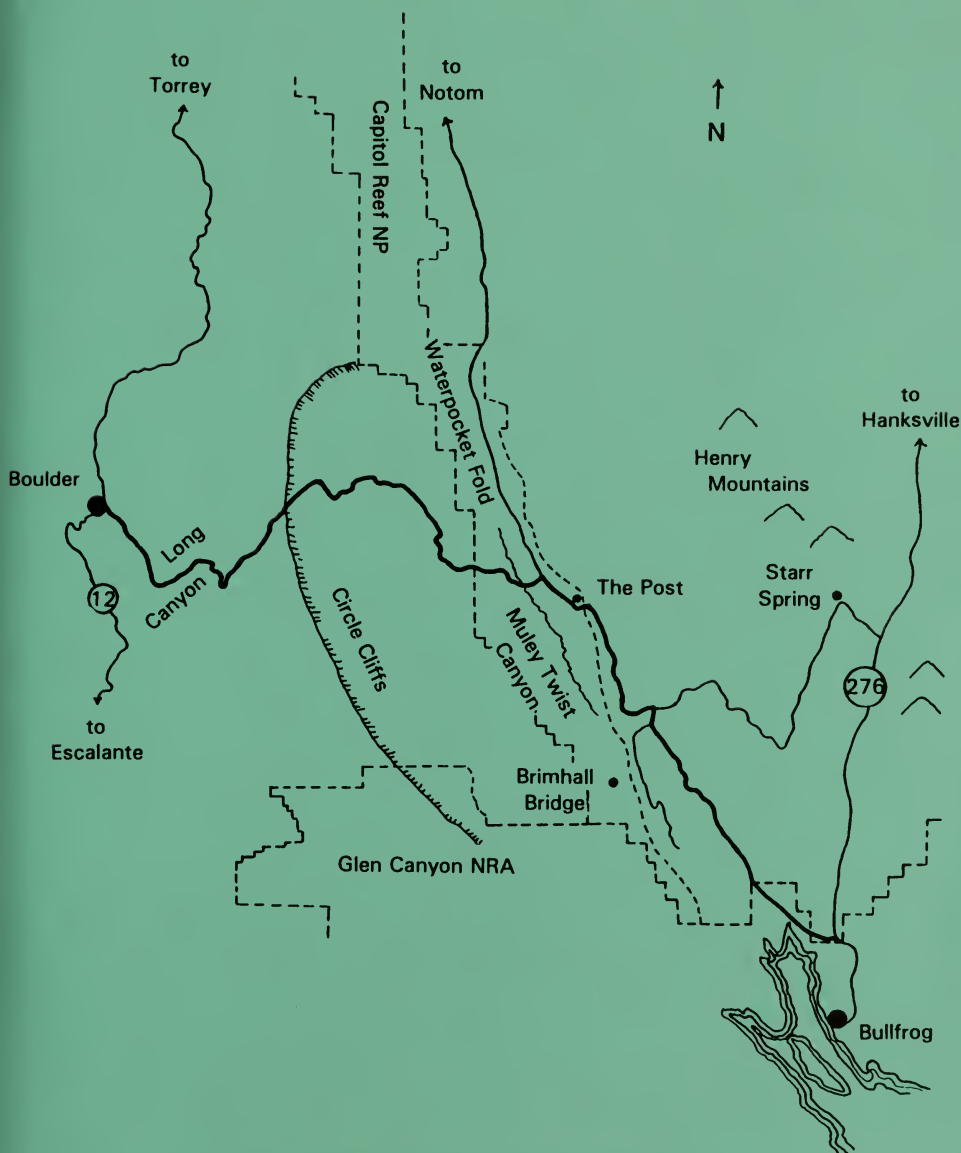 to
Torrey
to
Notom
N
Capitol Reef NP
Waterpocket Fold
to
Hanksville
Henry
Mountains
Boulder
Long
Canyon
12
to
Escalante
Circle Cliffs
The Post
Starr
Spring
Muley Twist
Canyon
276
Brimhall
Bridge
Glen Canyon NRA
Bullfrog